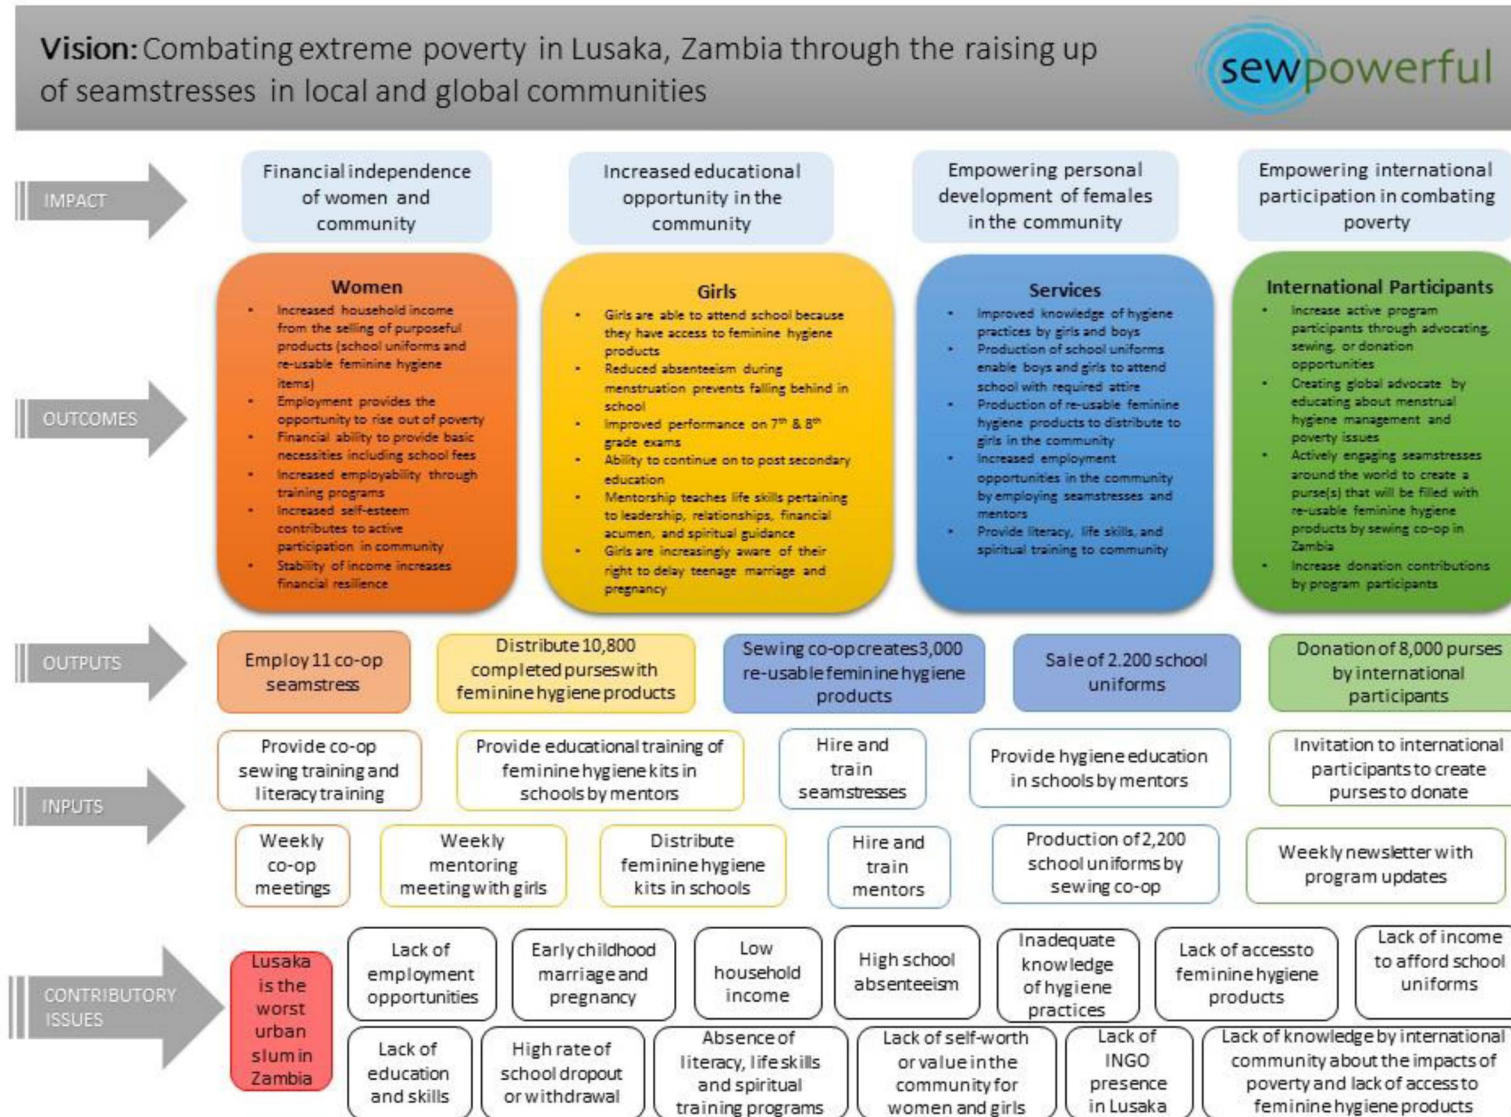 Vision: Combating extreme poverty in Lusaka, Zambia through the raising up
of seamstresses in local and global communities
sewpowerful
IMPACT
Financial independence
of women and
community
Increased educational
opportunity in the
community
Empowering personal
development of females
in the community
Empowering international
participation in combating
poverty
OUTCOMES
Women
• Increased household income
from the selling of purposeful
products (school uniforms and
re-usable feminine hygiene
items)
• Employment provides the
opportunity to rise out of poverty
• Financial ability to provide basic
necessities including school fees
• Increased employability through
training programs
• Increased self-esteem
contributes to active
participation in community
• Stability of income increases
financial resilience
Girls
• Girls are able to attend school because
they have access to feminine hygiene
products
• Reduced absenteeism during
menstruation prevents falling behind in
school
• Improved performance on 7th & 8th
grade exams
• Ability to continue on to post secondary
education
• Mentorship teaches life skills pertaining
to leadership, relationships, financial
acumen, and spiritual guidance
• Girls are increasingly aware of their
right to delay teenage marriage and
pregnancy
Services
• Improved knowledge of hygiene
practices by girls and boys
• Production of school uniforms
enable boys and girls to attend
school with required attire
• Production of re-usable feminine
hygiene products to distribute to
girls in the community
• Increased employment
opportunities in the community
by employing seamstresses and
mentors
• Provide literacy, life skills, and
spiritual training to community
International Participants
• Increase active program
participants through advocating,
sewing, or donation
opportunities
• Creating global advocate by
educating about menstrual
hygiene management and
poverty issues
• Actively engaging seamstresses
around the world to create a
purse(s) that will be filled with
re-usable feminine hygiene
products by sewing co-op in
Zambia
• Increase donation contributions
by program participants
OUTPUTS
Employ 11 co-op
seamstress
Distribute 10,800
completed purses with
feminine hygiene products
Sewing co-op creates 3,000
re-usable feminine hygiene
products
Sale of 2.200 school
uniforms
Donation of 8,000 purses
by international
participants
INPUTS
Provide co-op
sewing training and
literacy training
Provide educational training of
feminine hygiene kits in
schools by mentors
Hire and
train
seamstresses
Provide hygiene education
in schools by mentors
Invitation to international
participants to create
purses to donate
Weekly
co-op
meetings
Weekly
mentoring
meeting with girls
Distribute
feminine hygiene
kits in schools
Hire and
train
mentors
Production of 2,200
school uniforms by
sewing co-op
Weekly newsletter with
program updates
CONTRIBUTORY
ISSUES
Lusaka
is the
worst
urban
slum in
Zambia
Lack of
employment
opportunities
Early childhood
marriage and
pregnancy
Low
household
income
High school
absenteeism
Inadequate
knowledge
of hygiene
practices
Lack of access to
feminine hygiene
products
Lack of income
to afford school
uniforms
Lack of
education
and skills
High rate of
school dropout
or withdrawal
Absence of
literacy, life skills
and spiritual
training programs
Lack of self-worth
or value in the
community for
women and girls
Lack of
INGO
presence
in Lusaka
Lack of knowledge by international
community about the impacts of
poverty and lack of access to
feminine hygiene products